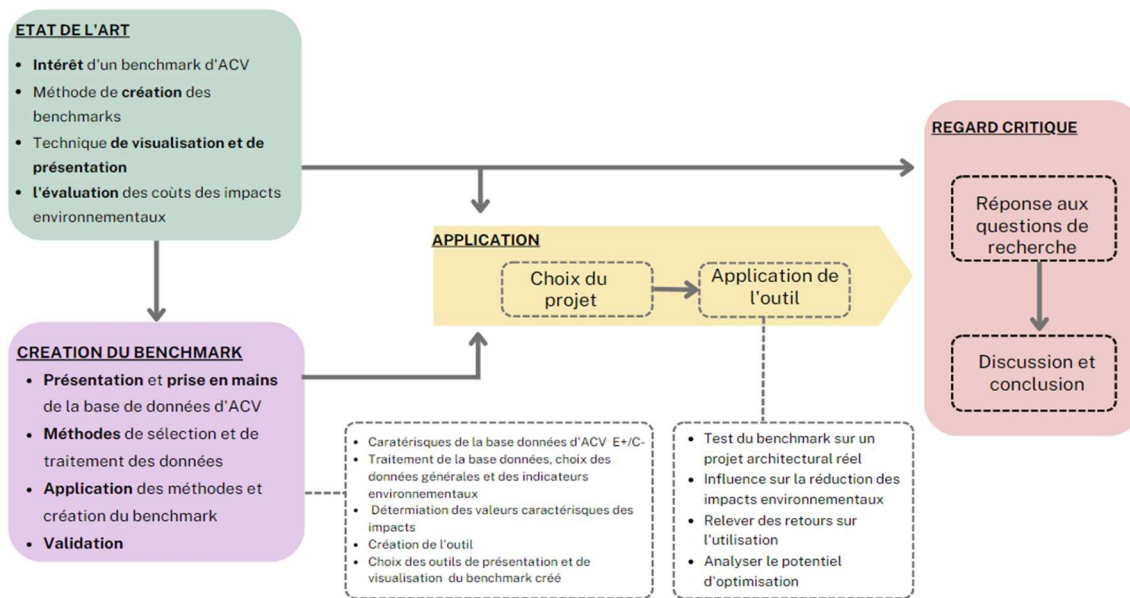 ETAT DE L'ART
• Intérêt d'un benchmark d'ACV
• Méthode de création des
benchmarks
• Technique de visualisation et de
présentation
• l'évaluation des coùts des impacts
environnementaux
CREATION DU BENCHMARK
• Présentation et prise en mains
de la base de données d'ACV
• Méthodes de sélection et de
traitement des données
• Application des méthodes et
création du benchmark
• Validation
APPLICATION
Choix du
projet
Application de
l'outil
• Caratérisques de la base données d'ACV E+/C-
• Traitement de la base données, choix des
données générales et des indicateurs
environnementaux
• Détermiation des valeurs caractérisques des
impacts
• Création de l'outil
• Choix des outils de présentation et de
visualisation du benchmark créé
• Test du benchmark sur un
projet architectural réel
• Influence sur la réduction des
impacts environnementaux
• Relever des retours sur
l'utilisation
• Analyser le potentiel
d'optimisation
REGARD CRITIQUE
Réponse aux
questions de
recherche
Discussion et
conclusion